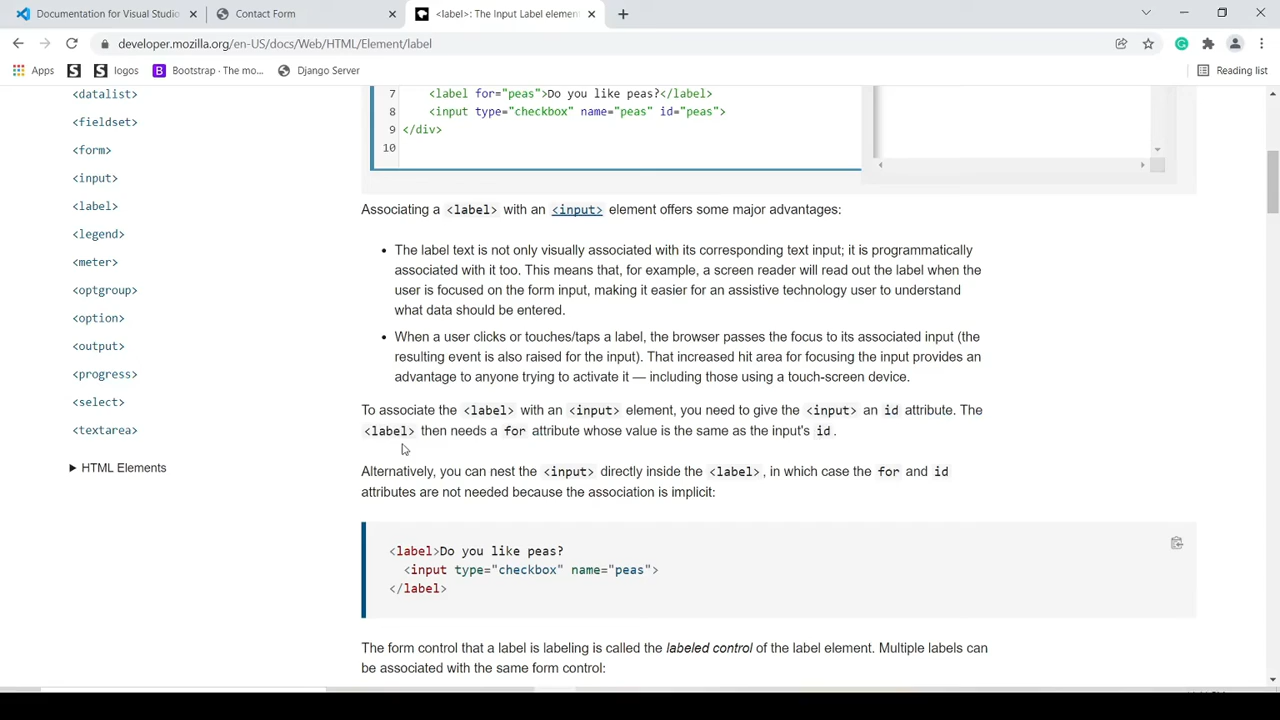 Documentation for Visual Studio
Contact Form
<label>: The Input Label elemen
developer.mozilla.org/en-US/docs/Web/HTML/Element/label
Apps
logos
Bootstrap · The mo...
Django Server
Reading list
<datalist>
<fieldset>
<form>
<input>
<label>
<legend>
<meter>
<optgroup>
<option>
<output>
<progress>
<select>
<textarea>
HTML Elements
7 <label for="peas">Do you like peas?</label>
8 <input type="checkbox" name="peas" id="peas">
9 </div>
10
Associating a <label> with an <input> element offers some major advantages:
• The label text is not only visually associated with its corresponding text input; it is programmatically
associated with it too. This means that, for example, a screen reader will read out the label when the
user is focused on the form input, making it easier for an assistive technology user to understand
what data should be entered.
• When a user clicks or touches/taps a label, the browser passes the focus to its associated input (the
resulting event is also raised for the input). That increased hit area for focusing the input provides an
advantage to anyone trying to activate it — including those using a touch-screen device.
To associate the <label> with an <input> element, you need to give the <input> an id attribute. The
<label> then needs a for attribute whose value is the same as the input's id.
Alternatively, you can nest the <input> directly inside the <label>, in which case the for and id
attributes are not needed because the association is implicit:
<label>Do you like peas?
<input type="checkbox" name="peas">
</label>
The form control that a label is labeling is called the labeled control of the label element. Multiple labels can
be associated with the same form control: